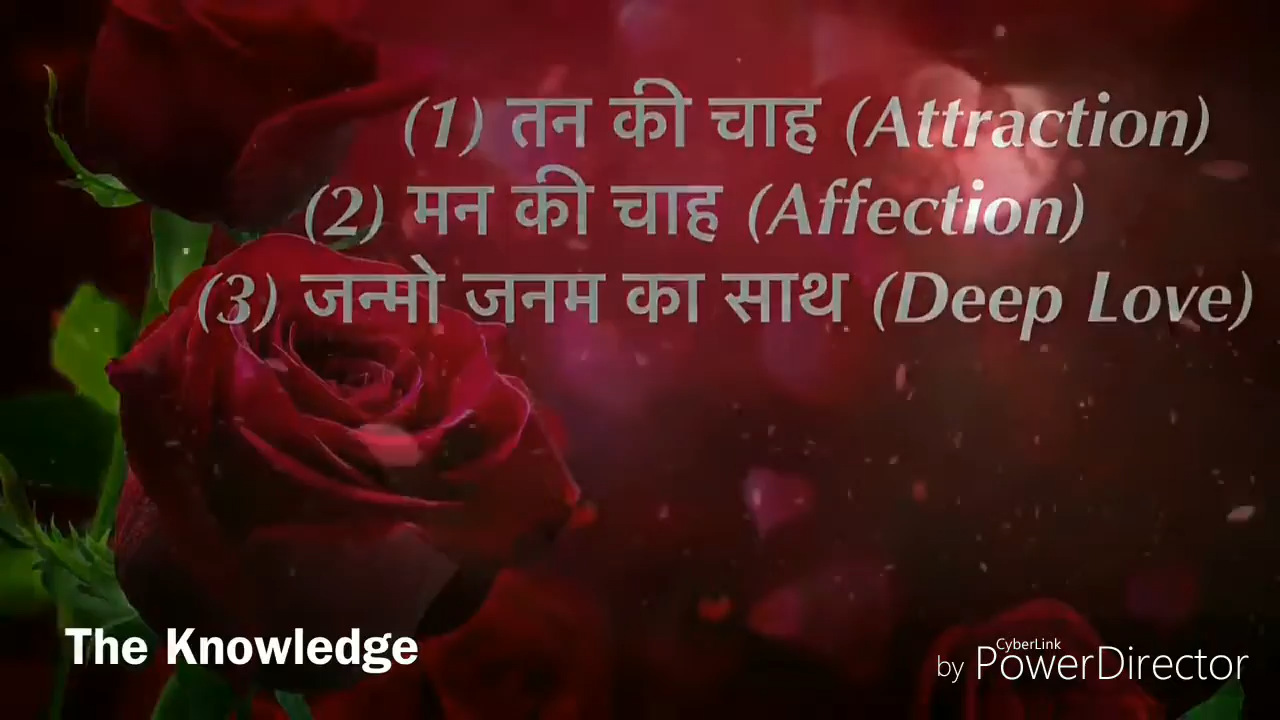 (1) तन की चाह (Attraction)
(2) मन की चाह (Affection)
(3) जन्मो जनम का साथ (Deep Love)
The Knowledge
CyberLink
by PowerDirector